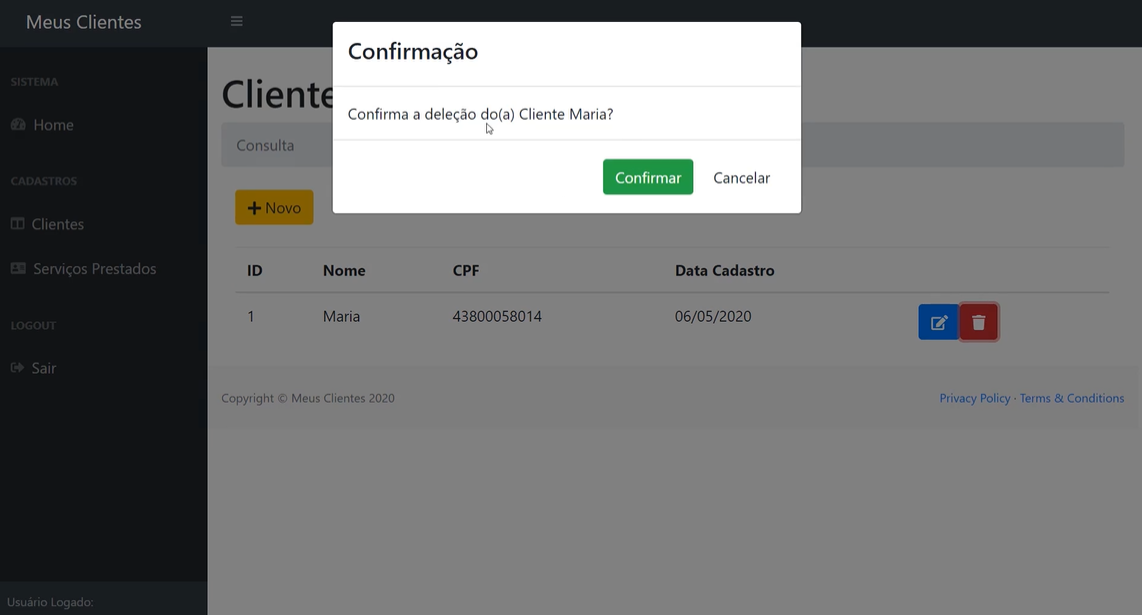 Meus Clientes
SISTEMA
Home
CADASTROS
Clientes
Serviços Prestados
LOGOUT
Sair
Usuário Logado:
Confirmação
Confirma a deleção do(a) Cliente Maria?
Confirmar Cancelar
Cliente
Consulta
Novo
ID Nome CPF Data Cadastro
1 Maria 43800058014 06/05/2020
Copyright © Meus Clientes 2020
Privacy Policy · Terms & Conditions